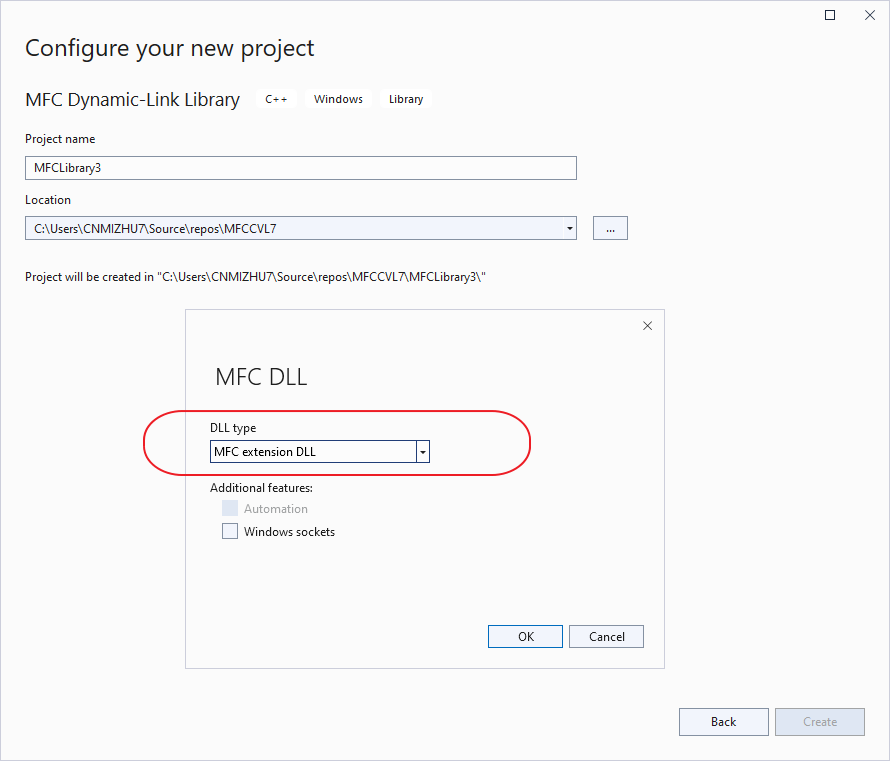 Configure your new project
MFC Dynamic-Link Library C++ Windows Library
Project name
MFCLibrary3
Location
C:\Users\CNMIZHU7\Source\repos\MFCCVL7
...
Project will be created in "C:\Users\CNMIZHU7\Source\repos\MFCCVL7\MFCLibrary3\"
MFC DLL
DLL type
MFC extension DLL
Additional features:
Automation
Windows sockets
OK Cancel
Back Create